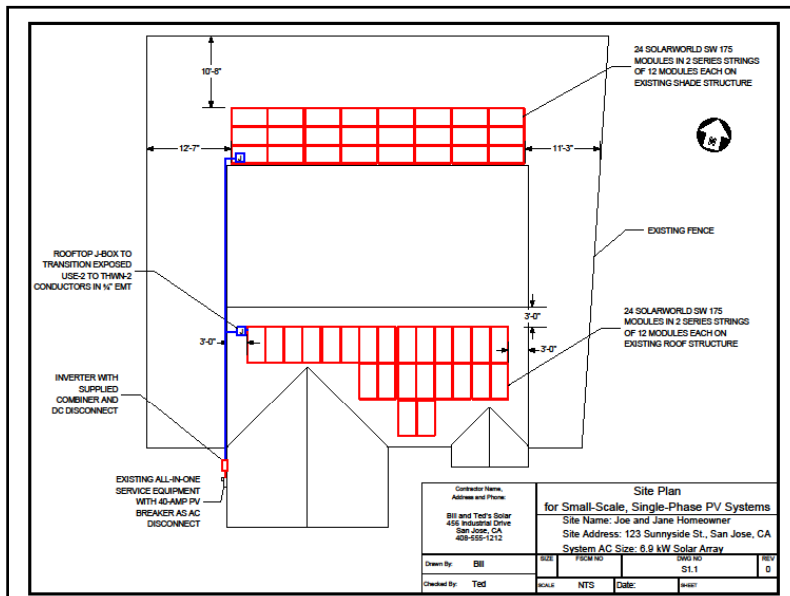 10'-8"
24 SOLARWORLD SW 175
MODULES IN 2 SERIES STRINGS
OF 12 MODULES EACH ON
EXISTING SHADE STRUCTURE
12'-7"
11'-3"
N
J
EXISTING FENCE
ROOFTOP J-BOX TO
TRANSITION EXPOSED
USE-2 TO THWN-2
CONDUCTORS IN ¾" EMT
3'-0"
J
3'-0"
3'-0"
24 SOLARWORLD SW 175
MODULES IN 2 SERIES STRINGS
OF 12 MODULES EACH ON
EXISTING ROOF STRUCTURE
INVERTER WITH
SUPPLIED
COMBINER AND
DC DISCONNECT
EXISTING ALL-IN-ONE
SERVICE EQUIPMENT
WITH 40-AMP PV
BREAKER AS AC
DISCONNECT
Contractor Name,
Address and Phone:
Bill and Ted's Solar
456 Industrial Drive
San Jose, CA
408-555-1212
Site Plan
for Small-Scale, Single-Phase PV Systems
Site Name: Joe and Jane Homeowner
Site Address: 123 Sunnyside St., San Jose, CA
System AC Size: 6.9 kW Solar Array
Drawn By: Bill
SIZE FSCM NO DWG NO REV
S1.1 0
Checked By: Ted
SCALE NTS Date: SHEET